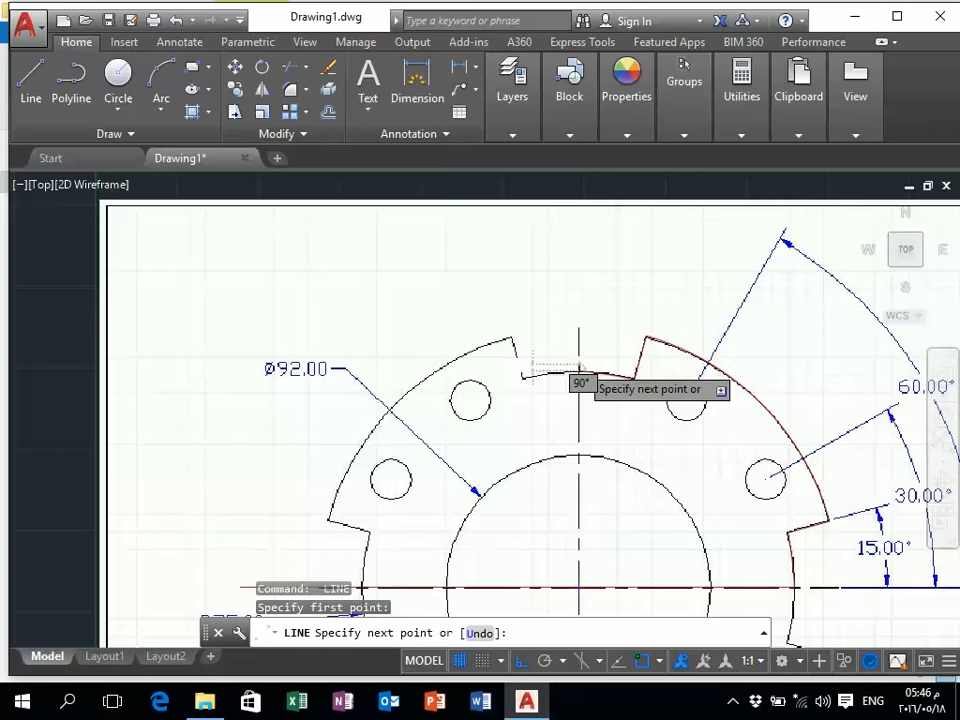 Drawing1.dwg
Type a keyword or phrase
Sign In
Home Insert Annotate Parametric View Manage Output Add-ins A360 Express Tools Featured Apps BIM 360 Performance
Line Polyline Circle Arc Text Dimension Layers Block Properties Groups Utilities Clipboard View
Draw Modify Annotation
Start Drawing1*
[−][Top][2D Wireframe]
N
W TOP E
S
WCS
Ø92.00
60.00°
90° Specify next point or
30.00°
15.00°
Command: LINE
Specify first point:
LINE Specify next point or [Undo]:
Model Layout1 Layout2
MODEL 1:1
ENG
05:46 م
٢٠١٦/٠٥/١٨